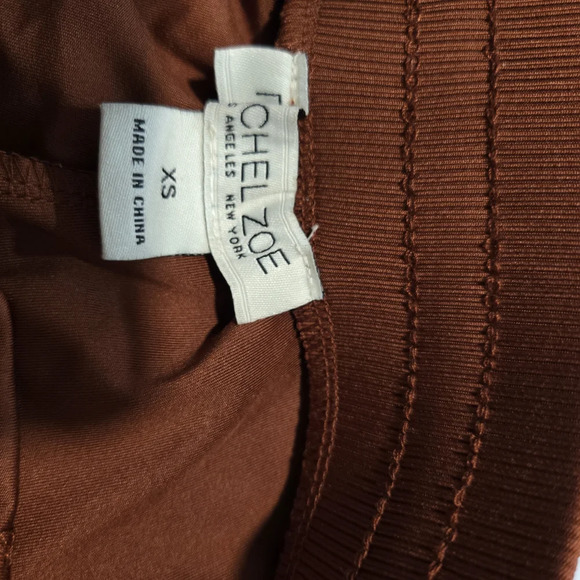 CHEL ZOE
ANGELES NEW YORK
XS
MADE IN CHINA